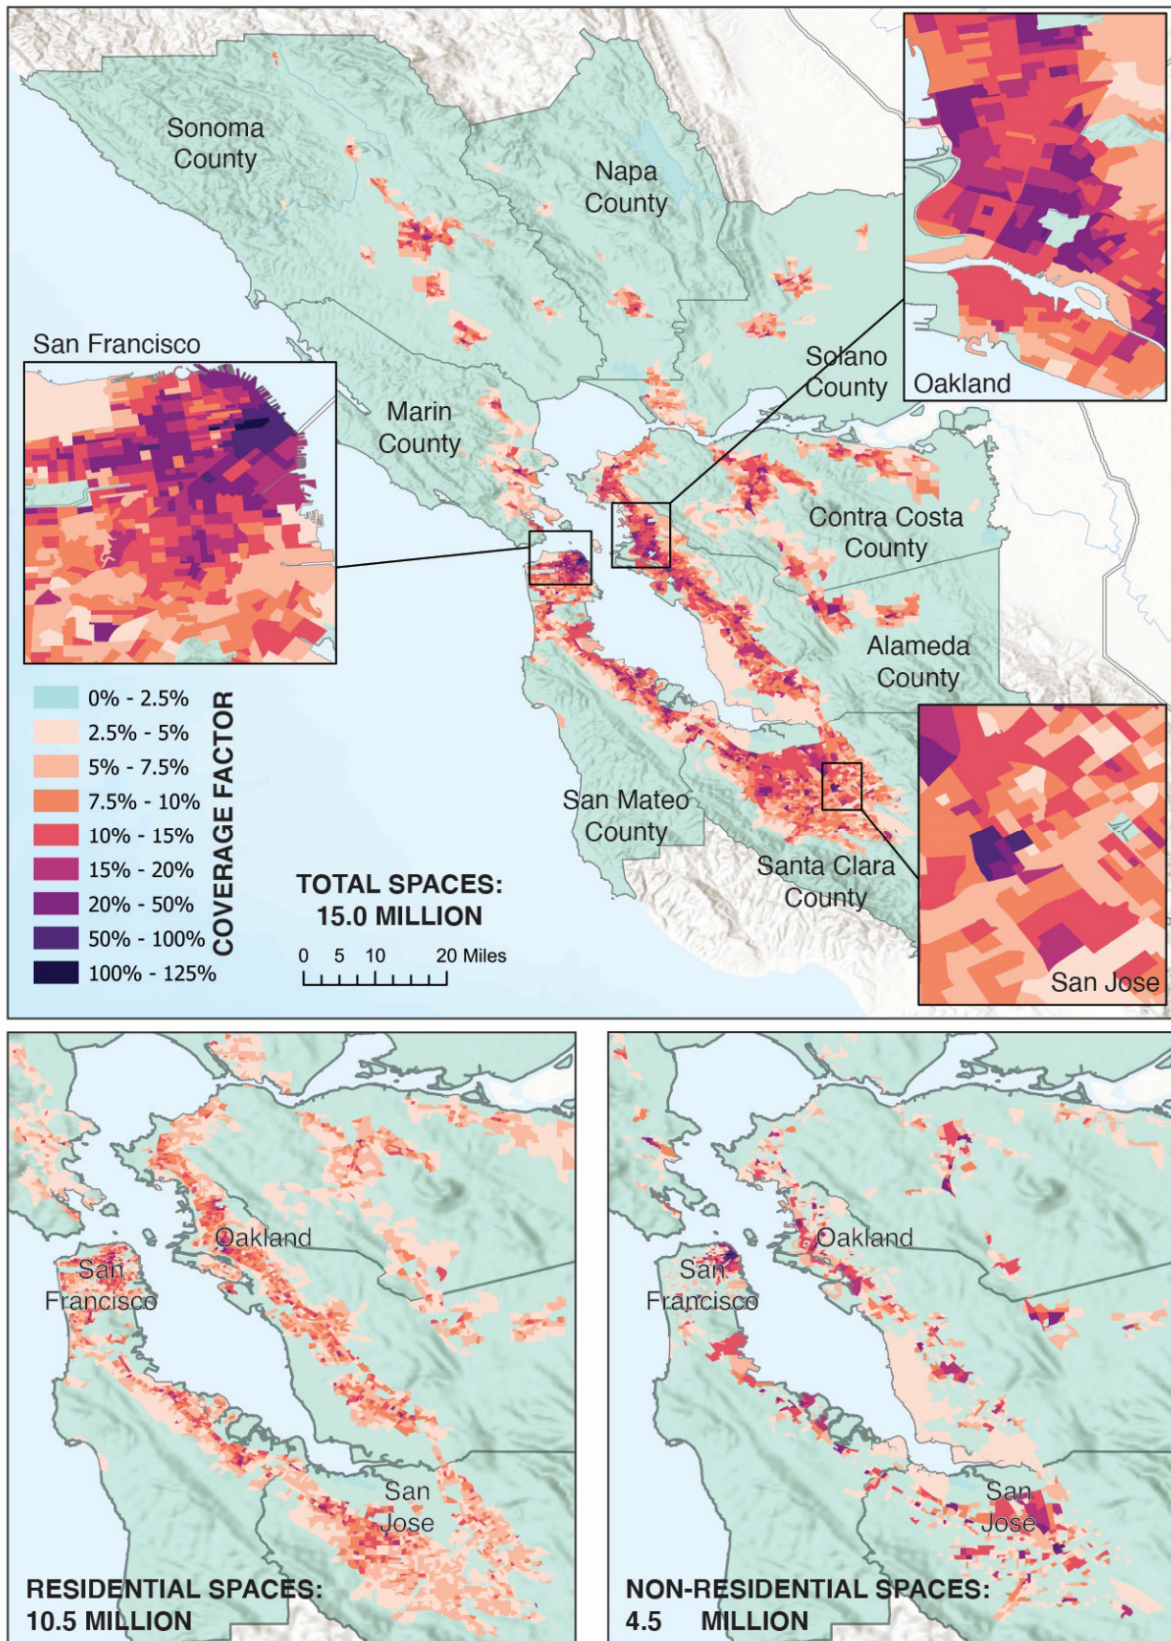 Sonoma
County
Napa
County
San Francisco
Marin
County
Solano
County
Oakland
Contra Costa
County
Alameda
County
San Mateo
County
Santa Clara
County
San Jose
0% - 2.5%
2.5% - 5%
5% - 7.5%
7.5% - 10%
10% - 15%
15% - 20%
20% - 50%
50% - 100%
100% - 125%
COVERAGE FACTOR
TOTAL SPACES:
15.0 MILLION
0 5 10 20 Miles
Oakland
San
Francisco
San
Jose
RESIDENTIAL SPACES:
10.5 MILLION
Oakland
San
Francisco
San
Jose
NON-RESIDENTIAL SPACES:
4.5 MILLION